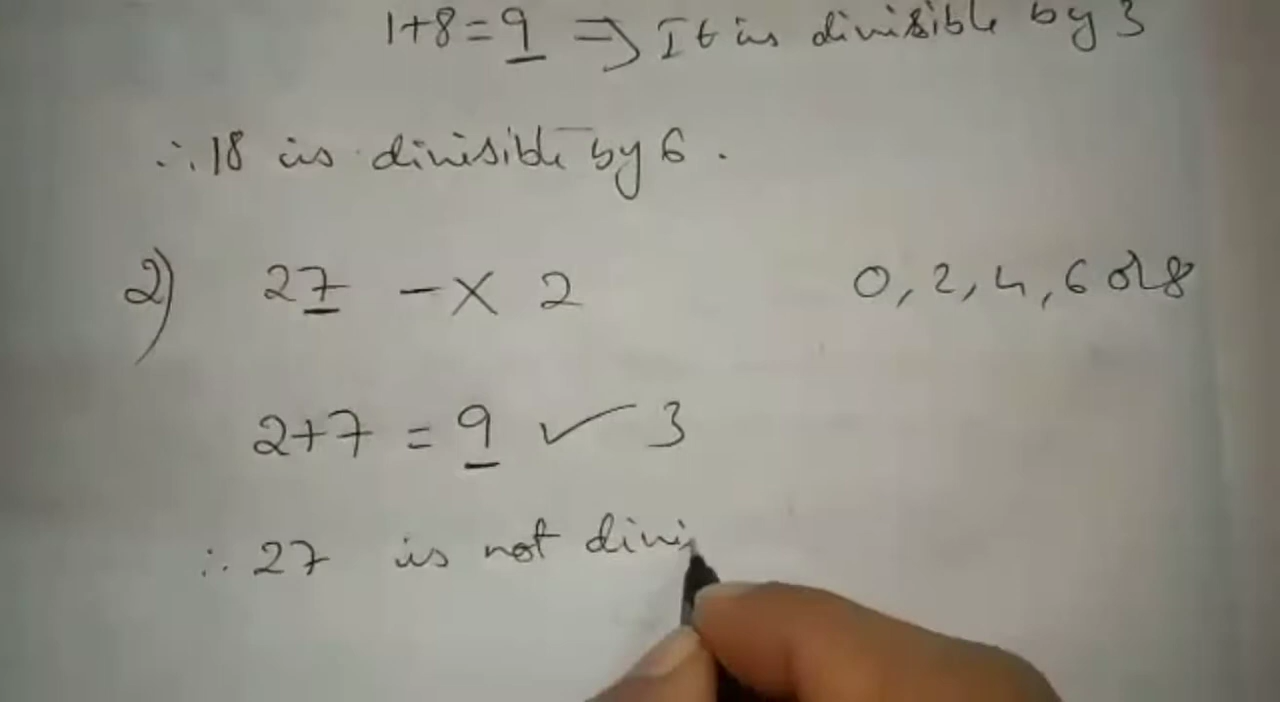 1+8=9 ⇒ It is divisible by 3
∴ 18 is divisible by 6.
2) 27 - X 2 0, 2, 4, 6 or 8
2+7 = 9 ✓ 3
∴ 27 is not divi